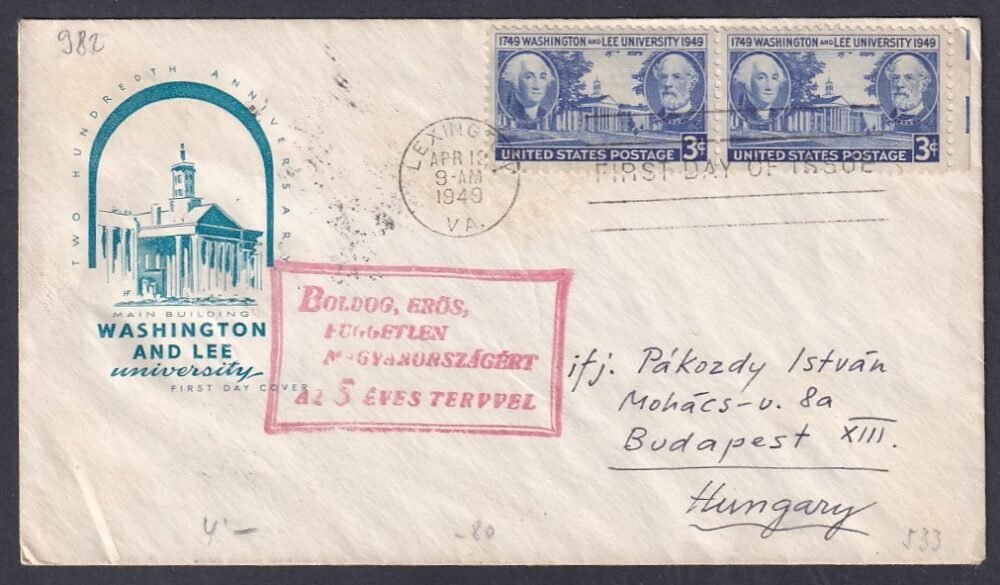 982
TWO HUNDREDTH ANNIVERSARY
MAIN BUILDING
WASHINGTON
AND LEE
university
FIRST DAY COVER
1749 WASHINGTON AND LEE UNIVERSITY 1949
UNITED STATES POSTAGE 3¢
1749 WASHINGTON AND LEE UNIVERSITY 1949
UNITED STATES POSTAGE 3¢
LEXINGTON
APR 12
9-AM
1949
VA.
FIRST DAY OF ISSUE
BOLDOG, ERŐS,
FÜGGETLEN
MAGYARORSZÁGÉRT
AZ 5 ÉVES TERVVEL
ifj. Pákozdy István
Mohács-u. 8a
Budapest XIII.
Hungary
4'—
-80
533